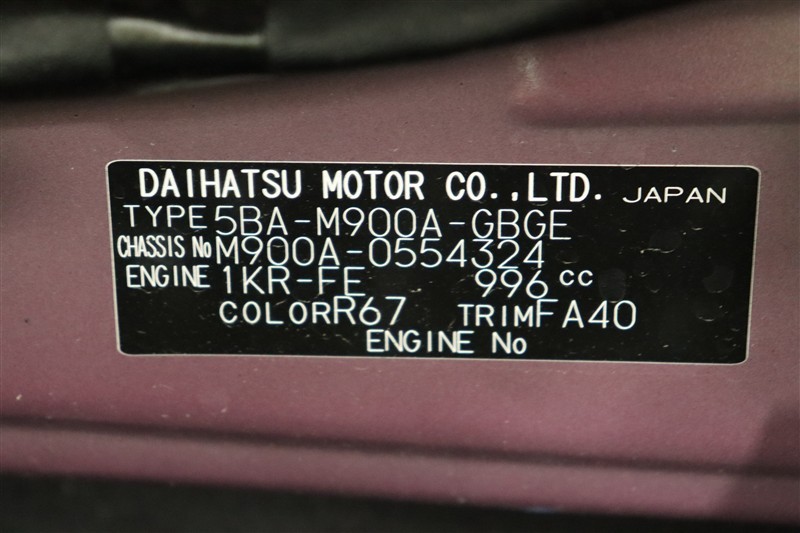 DAIHATSU MOTOR CO.,LTD. JAPAN
TYPE 5BA-M900A-GBGE
CHASSIS No M900A-0554324
ENGINE 1KR-FE 996 cc
COLOR R67 TRIM FA40
ENGINE No